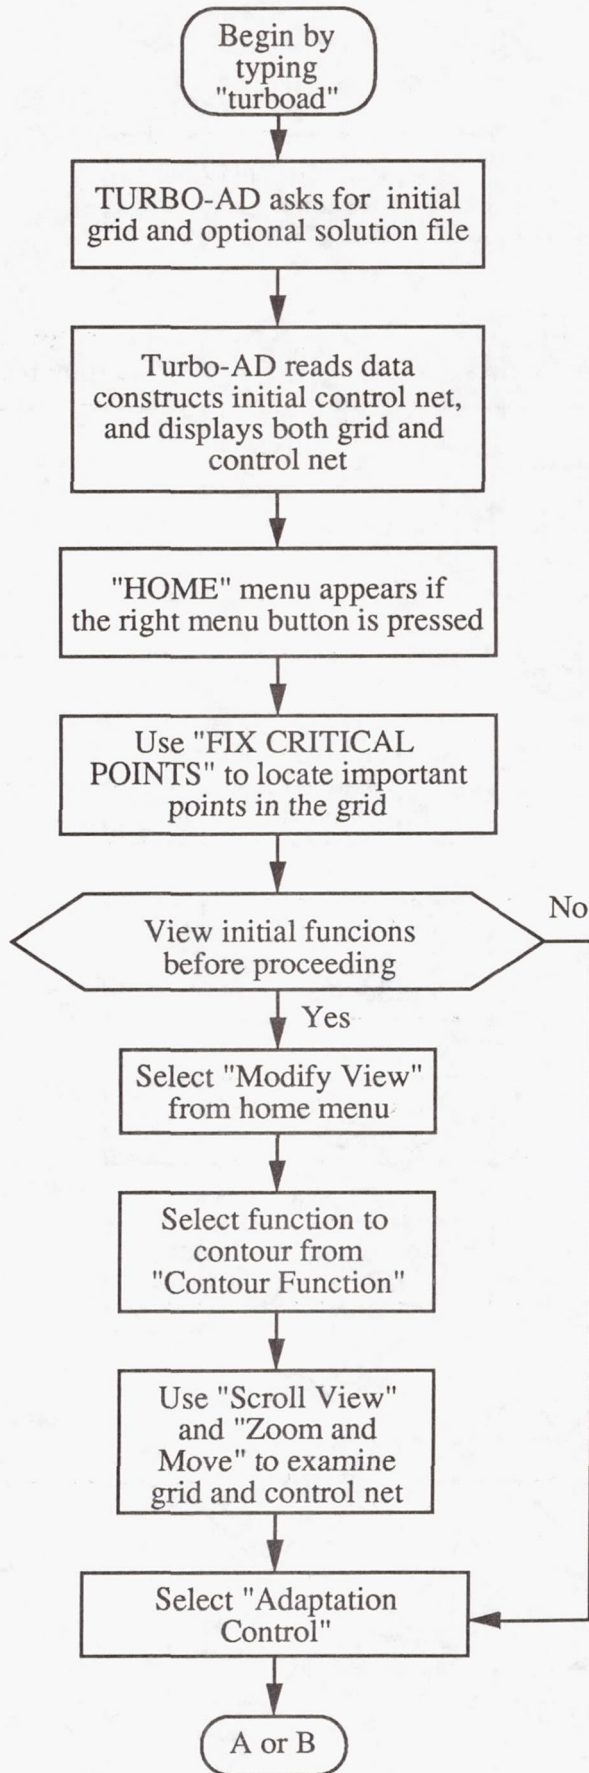 Begin by
typing
"turboad"
TURBO-AD asks for initial
grid and optional solution file
Turbo-AD reads data
constructs initial control net,
and displays both grid and
control net
"HOME" menu appears if
the right menu button is pressed
Use "FIX CRITICAL
POINTS" to locate important
points in the grid
View initial funcions
before proceeding
No
Yes
Select "Modify View"
from home menu
Select function to
contour from
"Contour Function"
Use "Scroll View"
and "Zoom and
Move" to examine
grid and control net
Select "Adaptation
Control"
A or B